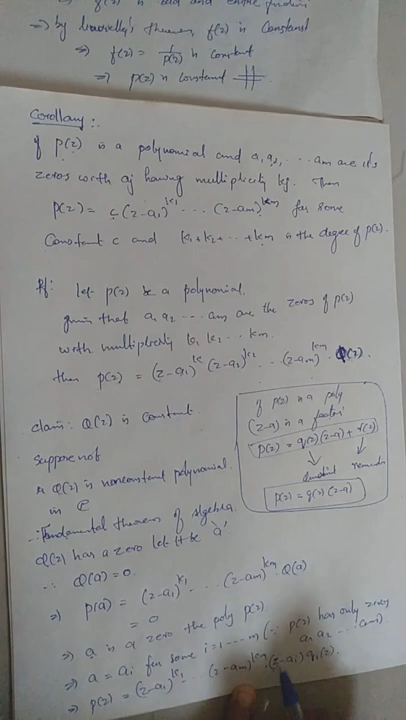 ⇒ by Liouville's theorem f(z) is Constant
⇒ f(z) = 1/p(z) is constant
⇒ p(z) is constant #
Corollary:-
If p(z) is a polynomial and a₁ a₂, ... am are it's
zeros with aj having multiplicity kj. Then
p(z) = c (z-a₁)^k₁ ... (z-am)^km for some
Constant c and k₁+k₂+...+km is the degree of p(z).
Pf: Let p(z) be a polynomial.
given that a₁ a₂ ... am are the zeros of p(z)
with multiplicity k₁ k₂ ... km.
then p(z) = (z-a₁)^k₁ (z-a₂)^k₂ ... (z-am)^km . Q(z).
claim: Q(z) is constant.
Suppose not
Q(z) is nonconstant polynomial
in ℂ
∴ Fundamental theorem of algebra
Q(z) has a zero let it be 'a'
∴ Q(a) = 0.
⇒ p(a) = (z-a₁)^k₁ ... (z-am)^km . Q(a)
= 0
⇒ a is a zero the poly p(z)
⇒ a = ai for some i=1 ... m (∵ p(z) has only zeros
a₁ a₂ ... am).
⇒ p(z) = (z-a₁)^k₁ ... (z-am)^km . (z-ai) q₁(z).
If p(z) is a poly
(z-a) is a factor
p(z) = q(z)(z-a) + r(z)
remainder
p(z) = q(z)(z-a)